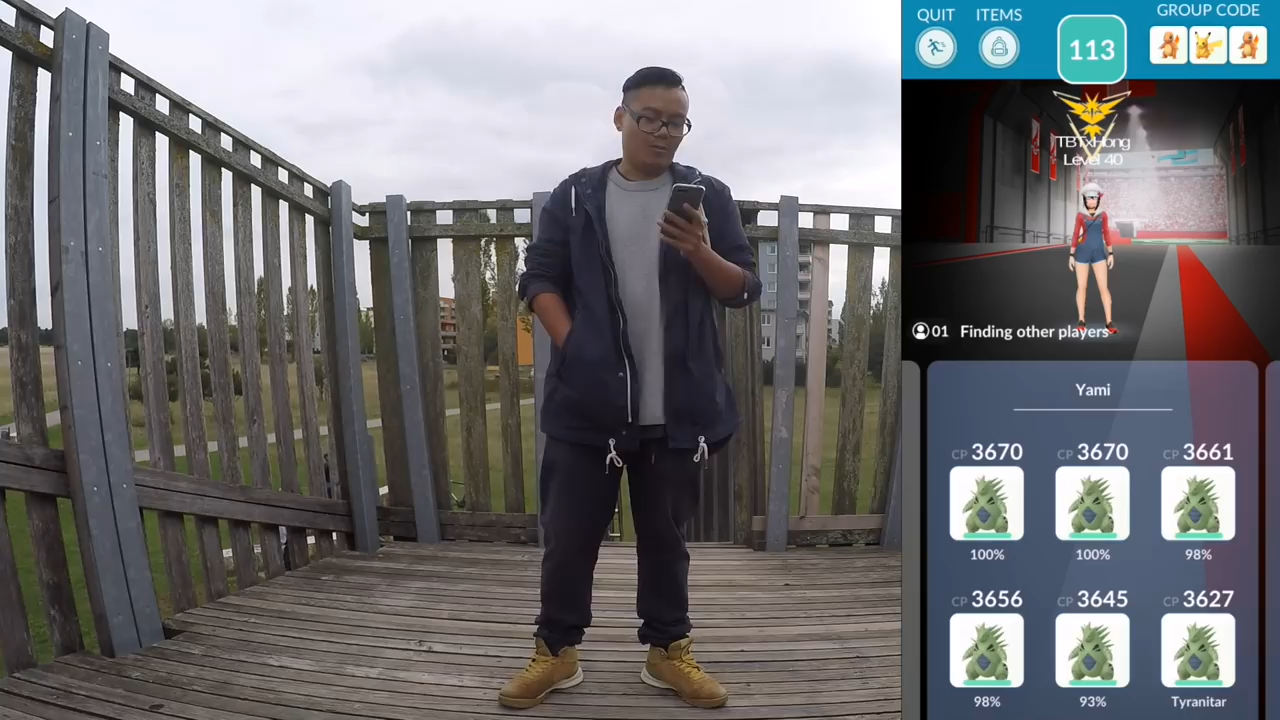 QUIT
ITEMS
113
GROUP CODE
TBTxHong
Level 40
01
Finding other players
Yami
CP 3670
CP 3670
CP 3661
100%
100%
98%
CP 3656
CP 3645
CP 3627
98%
93%
Tyranitar